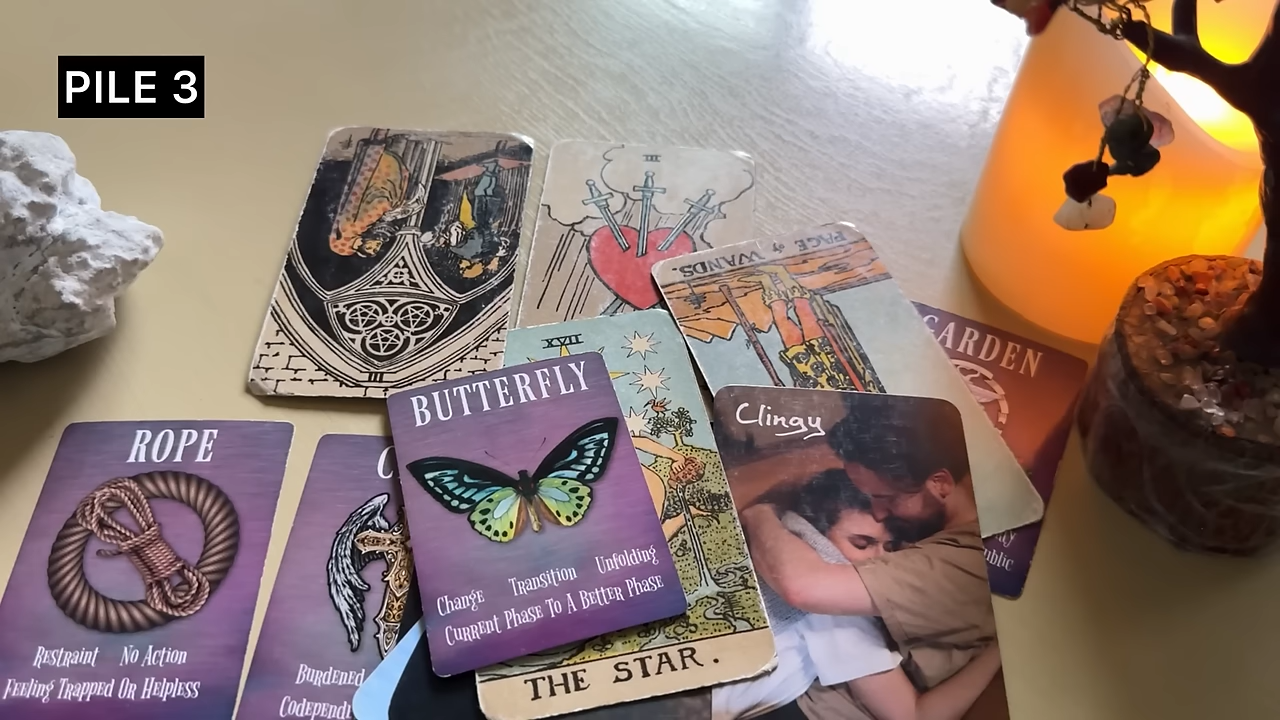 PILE 3
III
PAGE of WANDS.
GARDEN
XVII
BUTTERFLY
Clingy
ROPE
Change Transition Unfolding
Current Phase To A Better Phase
Restraint No Action
Feeling Trapped Or Helpless
Burdened
THE STAR.
III